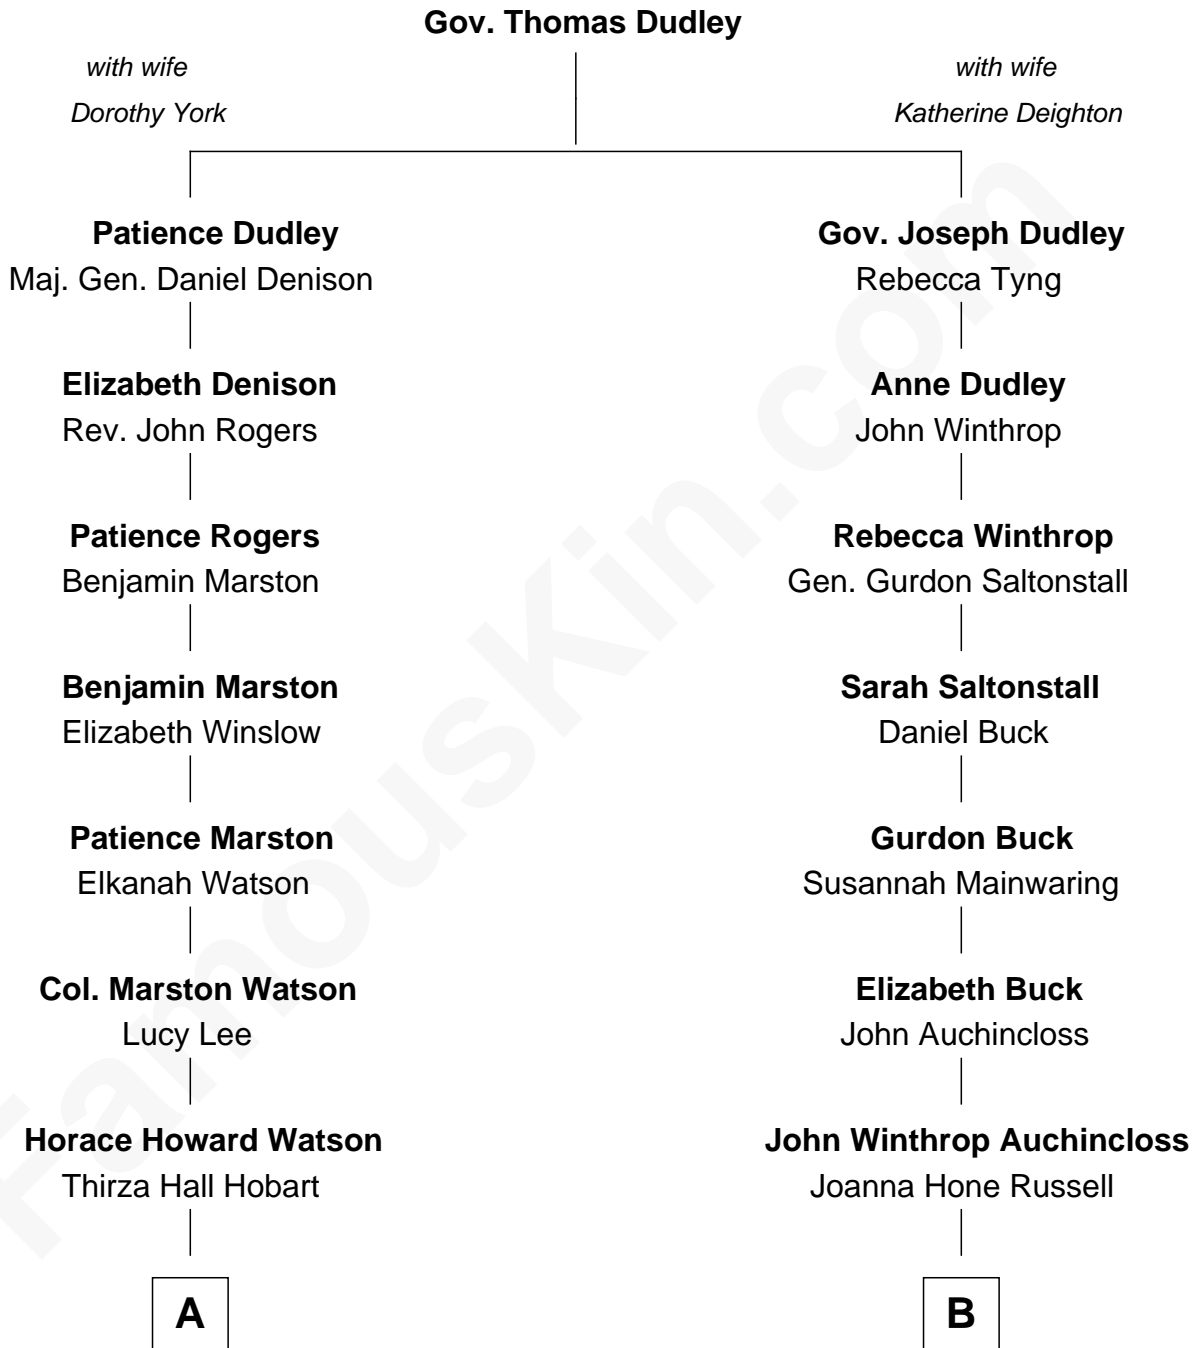 Gov. Thomas Dudley
with wife
Dorothy York
with wife
Katherine Deighton
Patience Dudley
Maj. Gen. Daniel Denison
Gov. Joseph Dudley
Rebecca Tyng
Elizabeth Denison
Rev. John Rogers
Anne Dudley
John Winthrop
Patience Rogers
Benjamin Marston
Rebecca Winthrop
Gen. Gurdon Saltonstall
Benjamin Marston
Elizabeth Winslow
Sarah Saltonstall
Daniel Buck
Patience Marston
Elkanah Watson
Gurdon Buck
Susannah Mainwaring
Col. Marston Watson
Lucy Lee
Elizabeth Buck
John Auchincloss
Horace Howard Watson
Thirza Hall Hobart
John Winthrop Auchincloss
Joanna Hone Russell
A
B
FamousKin.com